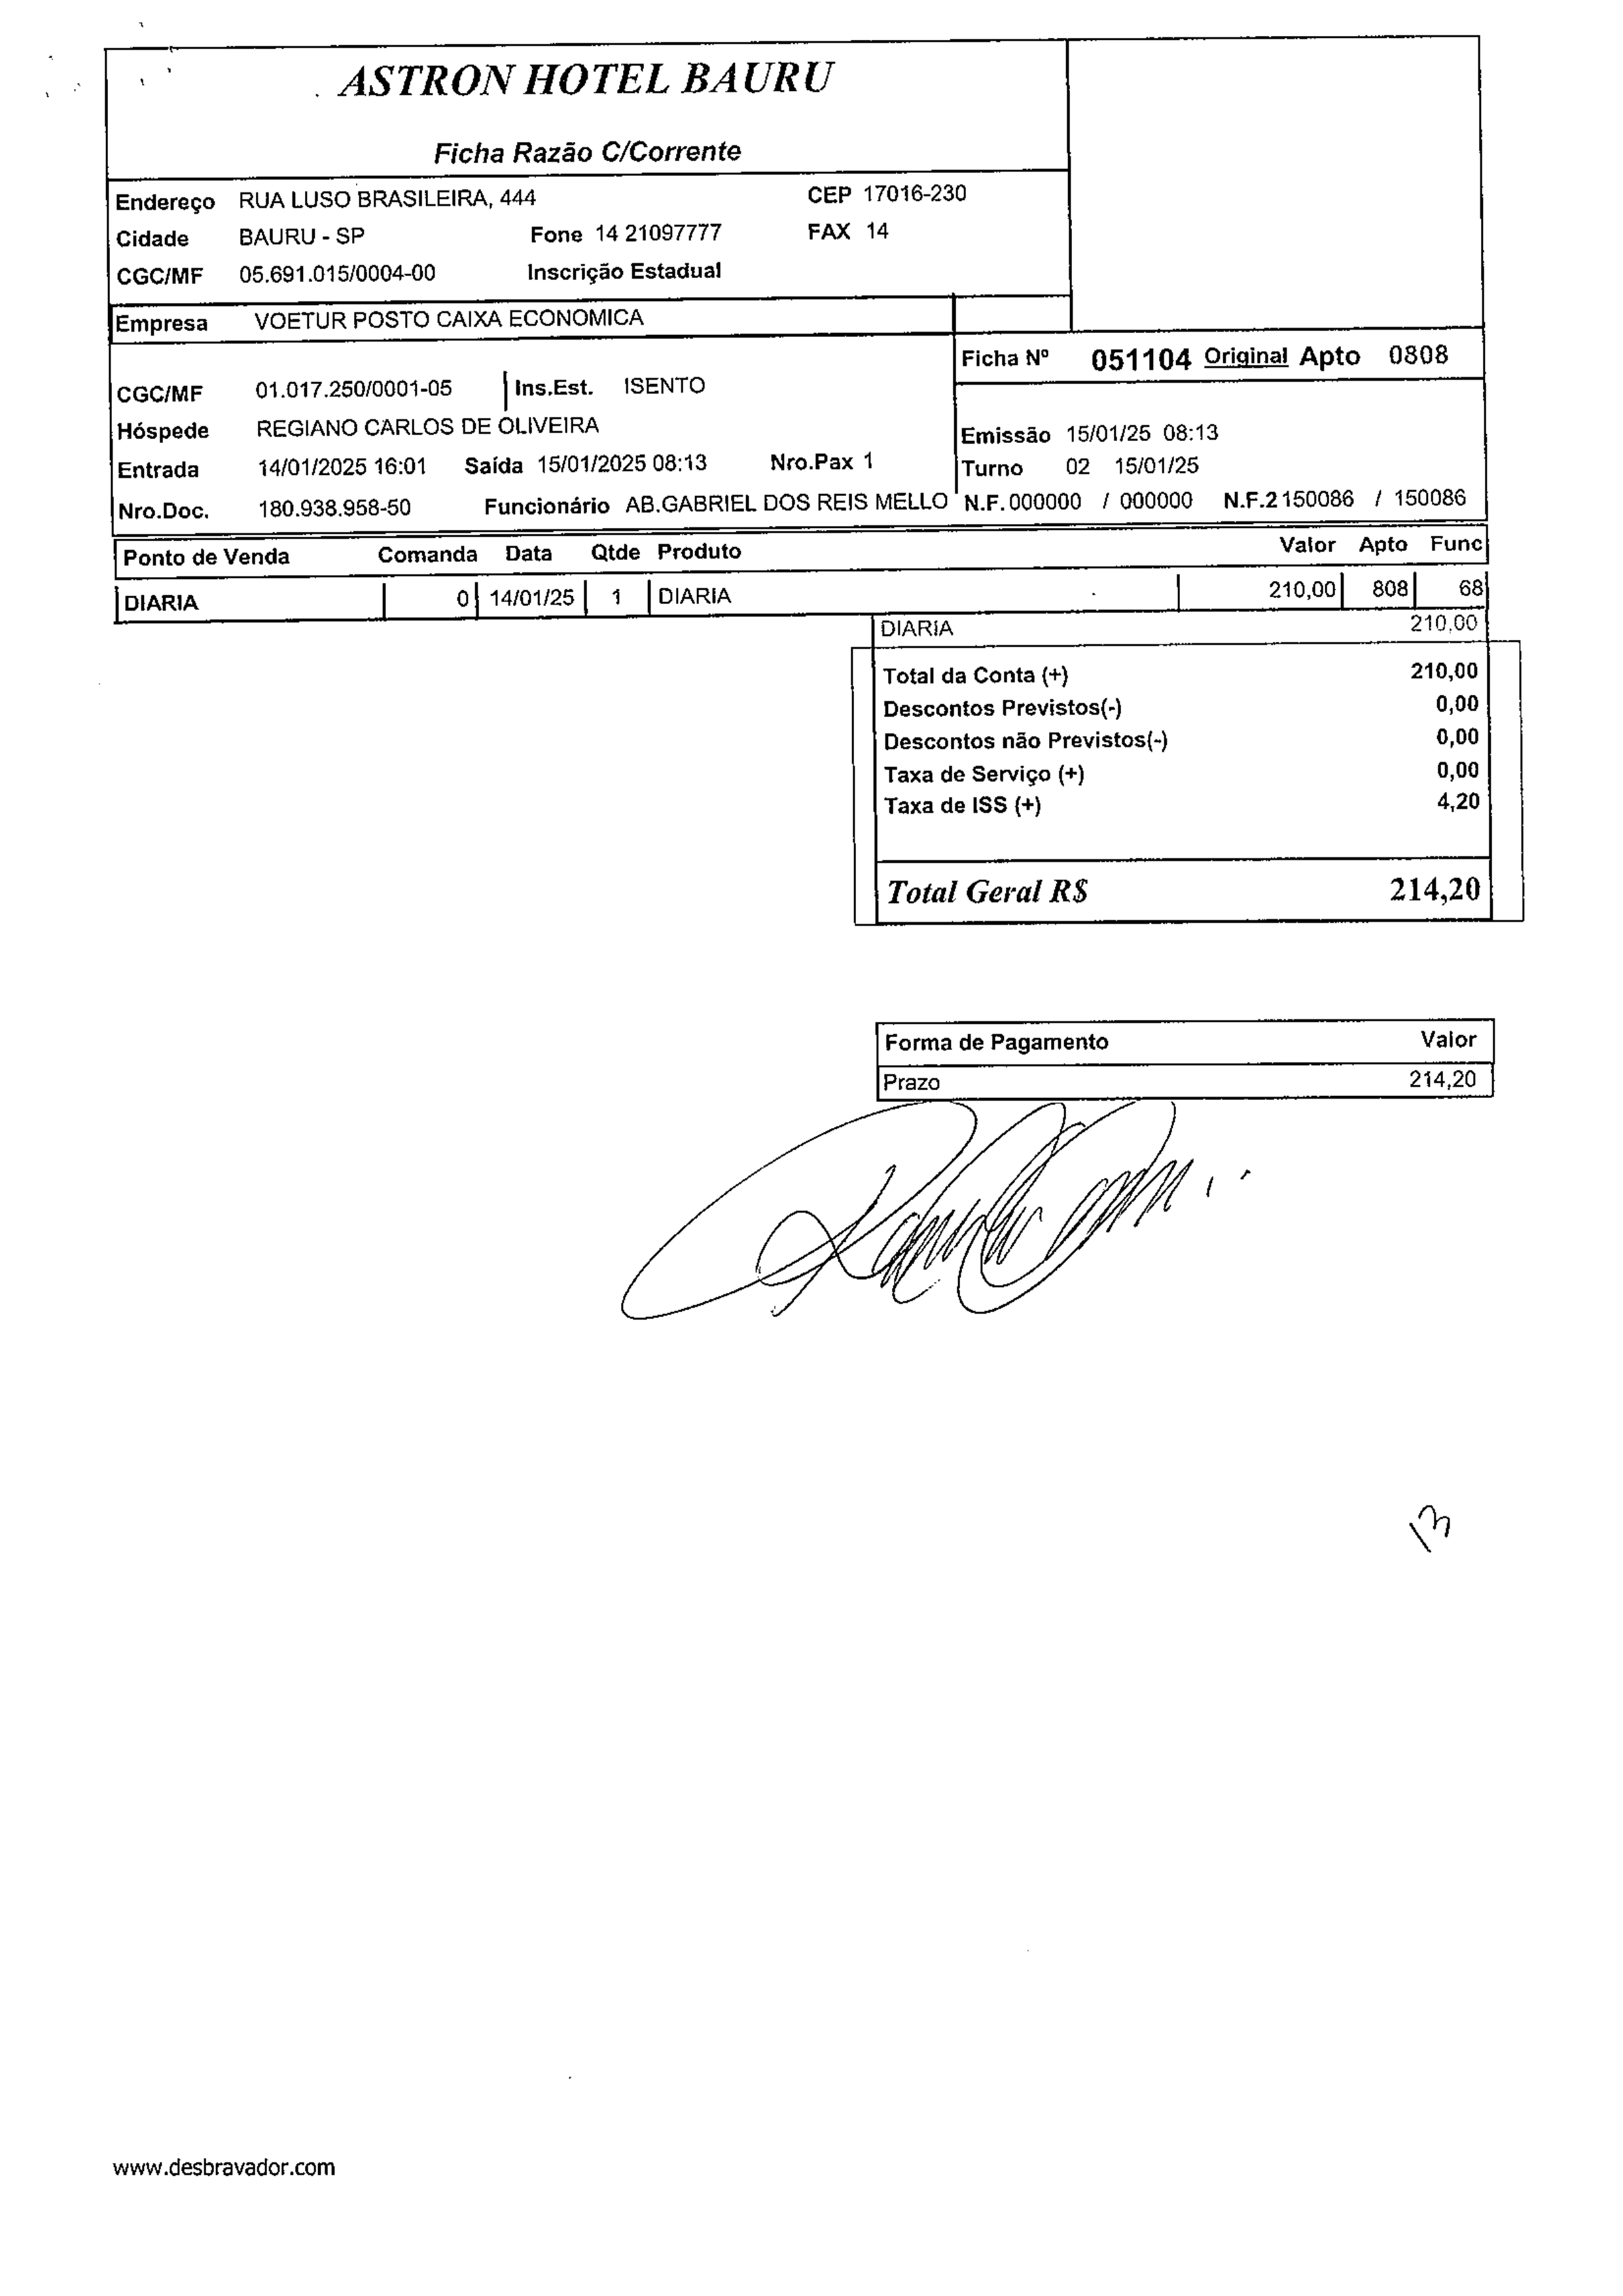 ASTRON HOTEL BAURU
Ficha Razão C/Corrente
Endereço RUA LUSO BRASILEIRA, 444 CEP 17016-230
Cidade BAURU - SP Fone 14 21097777 FAX 14
CGC/MF 05.691.015/0004-00 Inscrição Estadual
Empresa VOETUR POSTO CAIXA ECONOMICA
Ficha Nº 051104 Original Apto 0808
CGC/MF 01.017.250/0001-05 Ins.Est. ISENTO
Hóspede REGIANO CARLOS DE OLIVEIRA
Emissão 15/01/25 08:13
Entrada 14/01/2025 16:01 Saída 15/01/2025 08:13 Nro.Pax 1
Turno 02 15/01/25
Nro.Doc. 180.938.958-50 Funcionário AB.GABRIEL DOS REIS MELLO N.F. 000000 / 000000 N.F.2 150086 / 150086
Ponto de Venda Comanda Data Qtde Produto Valor Apto Func
DIARIA 0 14/01/25 1 DIARIA 210,00 808 68
DIARIA 210,00
Total da Conta (+) 210,00
Descontos Previstos(-) 0,00
Descontos não Previstos(-) 0,00
Taxa de Serviço (+) 0,00
Taxa de ISS (+) 4,20
Total Geral R$ 214,20
Forma de Pagamento Valor
Prazo 214,20
13
www.desbravador.com